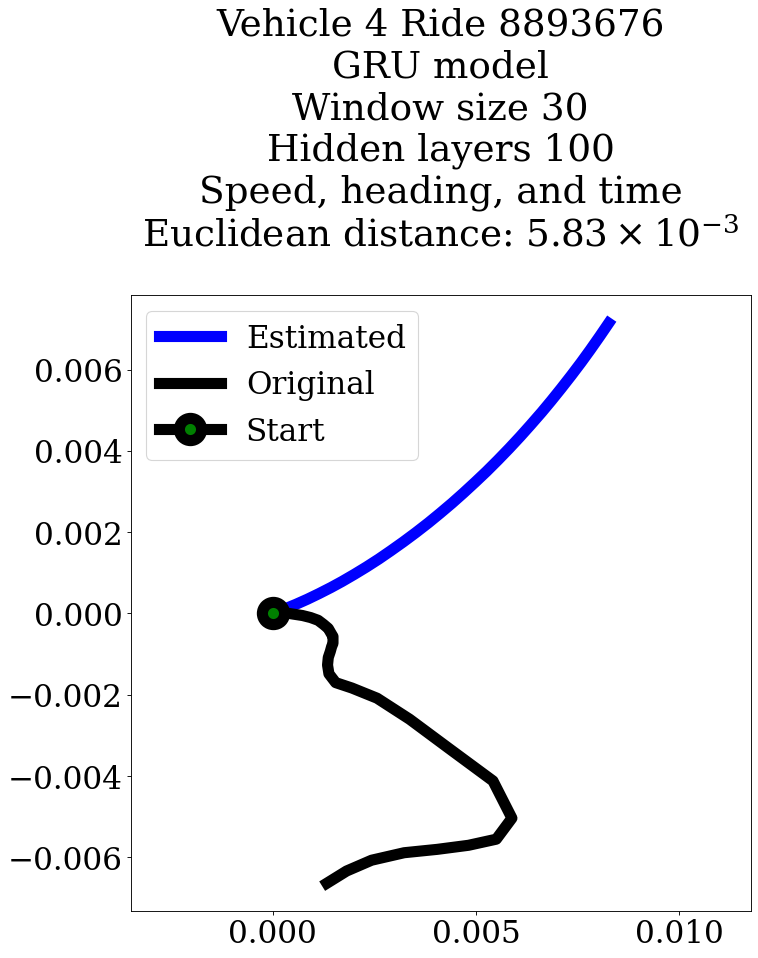 Vehicle 4 Ride 8893676
GRU model
Window size 30
Hidden layers 100
Speed, heading, and time
Euclidean distance: 5.83 × 10⁻³
Estimated
Original
Start
0.006
0.004
0.002
0.000
−0.002
−0.004
−0.006
0.000 0.005 0.010